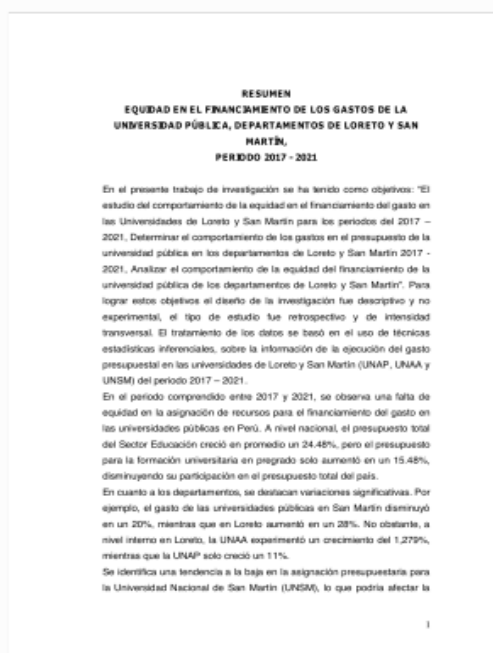 RESUMEN
EQUIDAD EN EL FINANCIAMIENTO DE LOS GASTOS DE LA
UNIVERSIDAD PÚBLICA, DEPARTAMENTOS DE LORETO Y SAN
MARTÍN,
PERIODO 2017 - 2021
En el presente trabajo de investigación se ha tenido como objetivos: "El
estudio del comportamiento de la equidad en el financiamiento del gasto en
las Universidades de Loreto y San Martín para los periodos del 2017 –
2021, Determinar el comportamiento de los gastos en el presupuesto de la
universidad pública en los departamentos de Loreto y San Martín 2017 -
2021, Analizar el comportamiento de la equidad del financiamiento de la
universidad pública de los departamentos de Loreto y San Martín". Para
lograr estos objetivos el diseño de la investigación fue descriptivo y no
experimental, el tipo de estudio fue retrospectivo y de intensidad
transversal. El tratamiento de los datos se basó en el uso de técnicas
estadísticas inferenciales, sobre la información de la ejecución del gasto
presupuestal en las universidades de Loreto y San Martín (UNAP, UNAA y
UNSM) del periodo 2017 – 2021.
En el periodo comprendido entre 2017 y 2021, se observa una falta de
equidad en la asignación de recursos para el financiamiento del gasto en
las universidades públicas en Perú. A nivel nacional, el presupuesto total
del Sector Educación creció en promedio un 24.48%, pero el presupuesto
para la formación universitaria en pregrado solo aumentó en un 15.48%,
disminuyendo su participación en el presupuesto total del país.
En cuanto a los departamentos, se destacan variaciones significativas. Por
ejemplo, el gasto de las universidades públicas en San Martín disminuyó
en un 20%, mientras que en Loreto aumentó en un 28%. No obstante, a
nivel interno en Loreto, la UNAA experimentó un crecimiento del 1,279%,
mientras que la UNAP solo creció un 11%.
Se identifica una tendencia a la baja en la asignación presupuestaria para
la Universidad Nacional de San Martín (UNSM), lo que podría afectar la